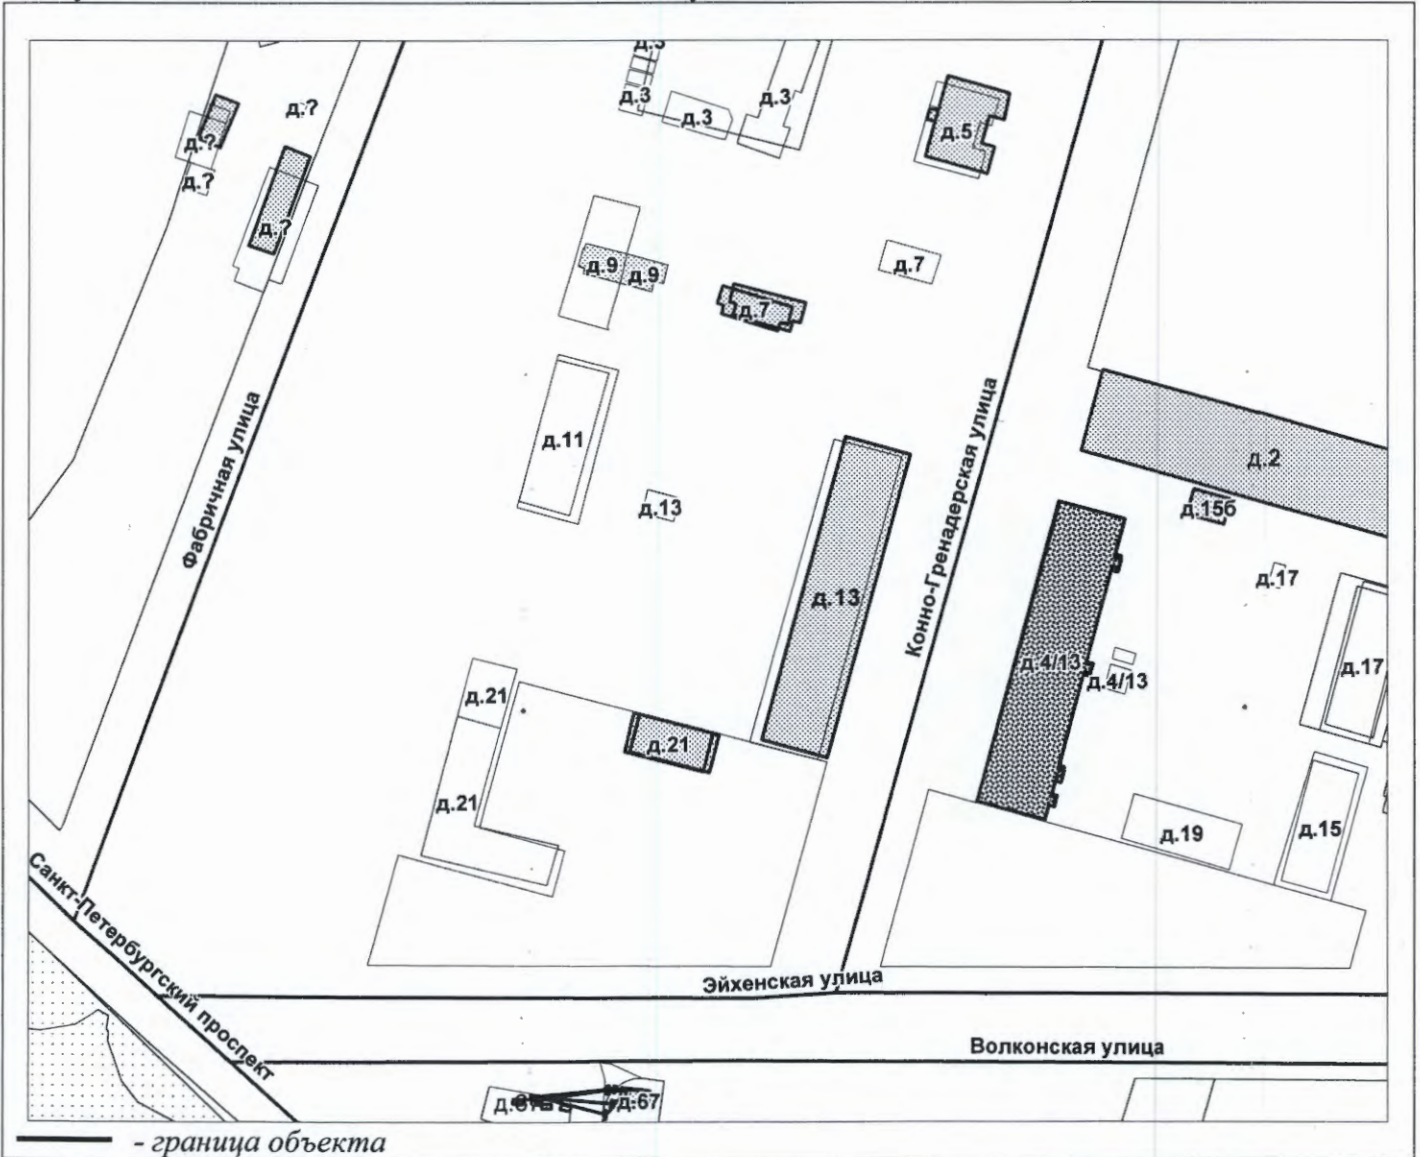 д.3
д.3
д.3
д.3
д.?
д.?
д.?
д.?
д.5
д.9
д.9
д.7
д.7
д.11
д.13
д.13
д.2
д.15б
д.17
д.17
д.4/13
д.4/13
д.21
д.21
д.21
д.19
д.15
Фабричная улица
Конно-Гренадерская улица
Санкт-Петербургский проспект
Эйхенская улица
Волконская улица
д.67
- граница объекта